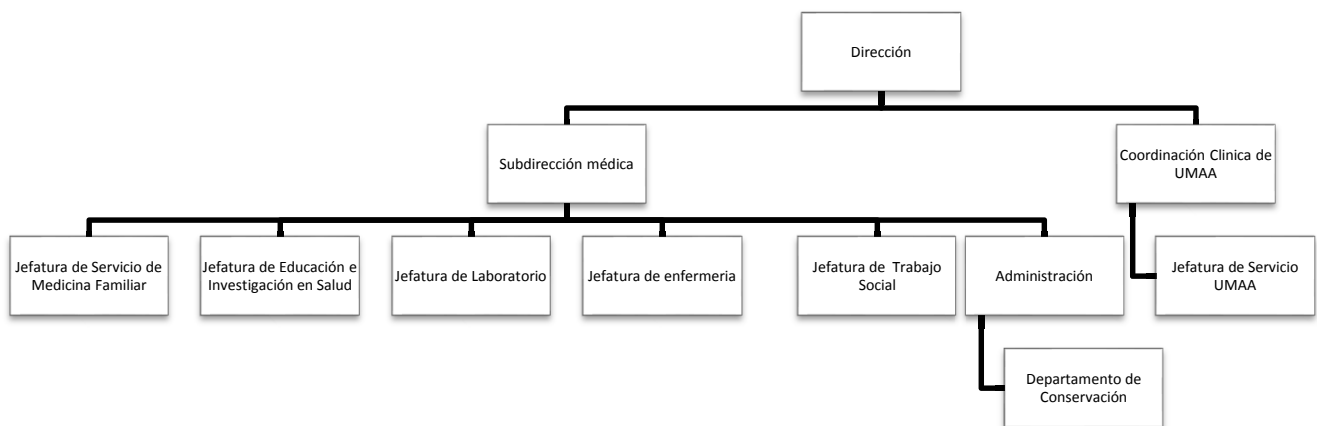 Dirección
Subdirección médica
Coordinación Clinica de
UMAA
Jefatura de Servicio de
Medicina Familiar
Jefatura de Educación e
Investigación en Salud
Jefatura de Laboratorio
Jefatura de enfermeria
Jefatura de Trabajo
Social
Administración
Jefatura de Servicio
UMAA
Departamento de
Conservación